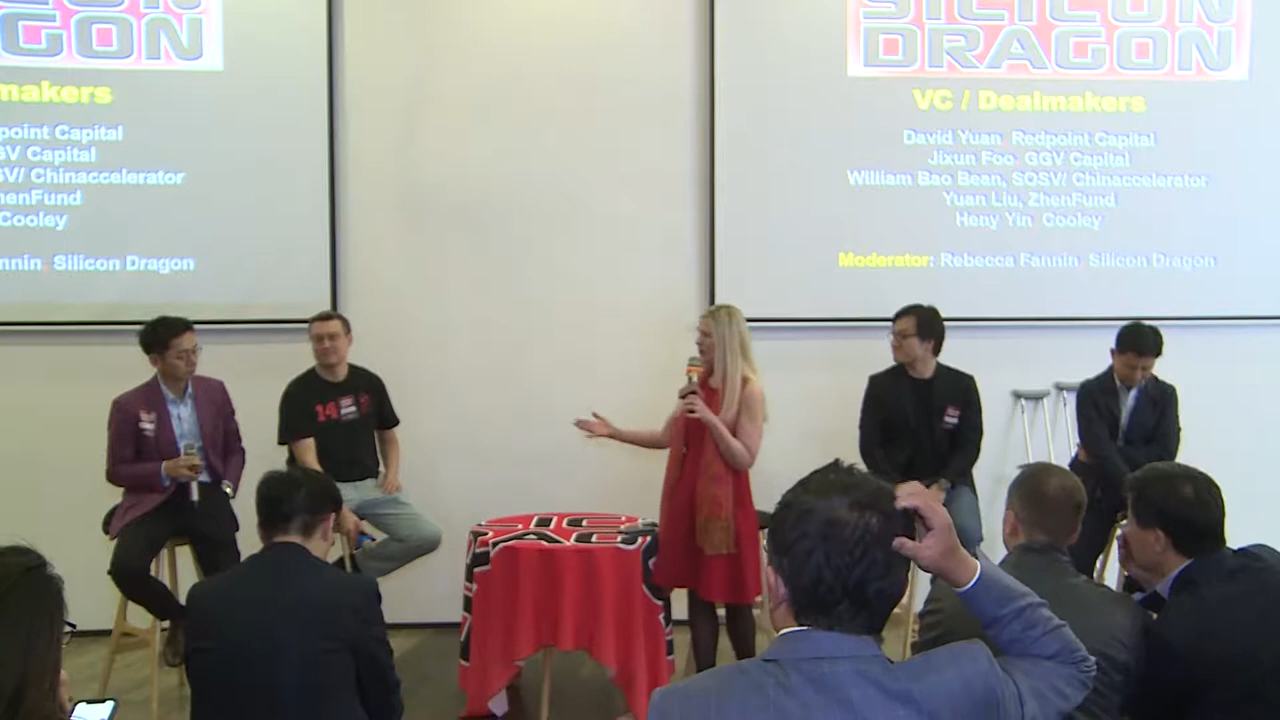 CON
GON
makers
point Capital
GV Capital
SV/ Chinaccelerator
henFund
Cooley
nnin, Silicon Dragon
SILICON
DRAGON
VC / Dealmakers
David Yuan, Redpoint Capital
Jixun Foo, GGV Capital
William Bao Bean, SOSV/ Chinaccelerator
Yuan Liu, ZhenFund
Heny Yin, Cooley
Moderator: Rebecca Fannin, Silicon Dragon
14